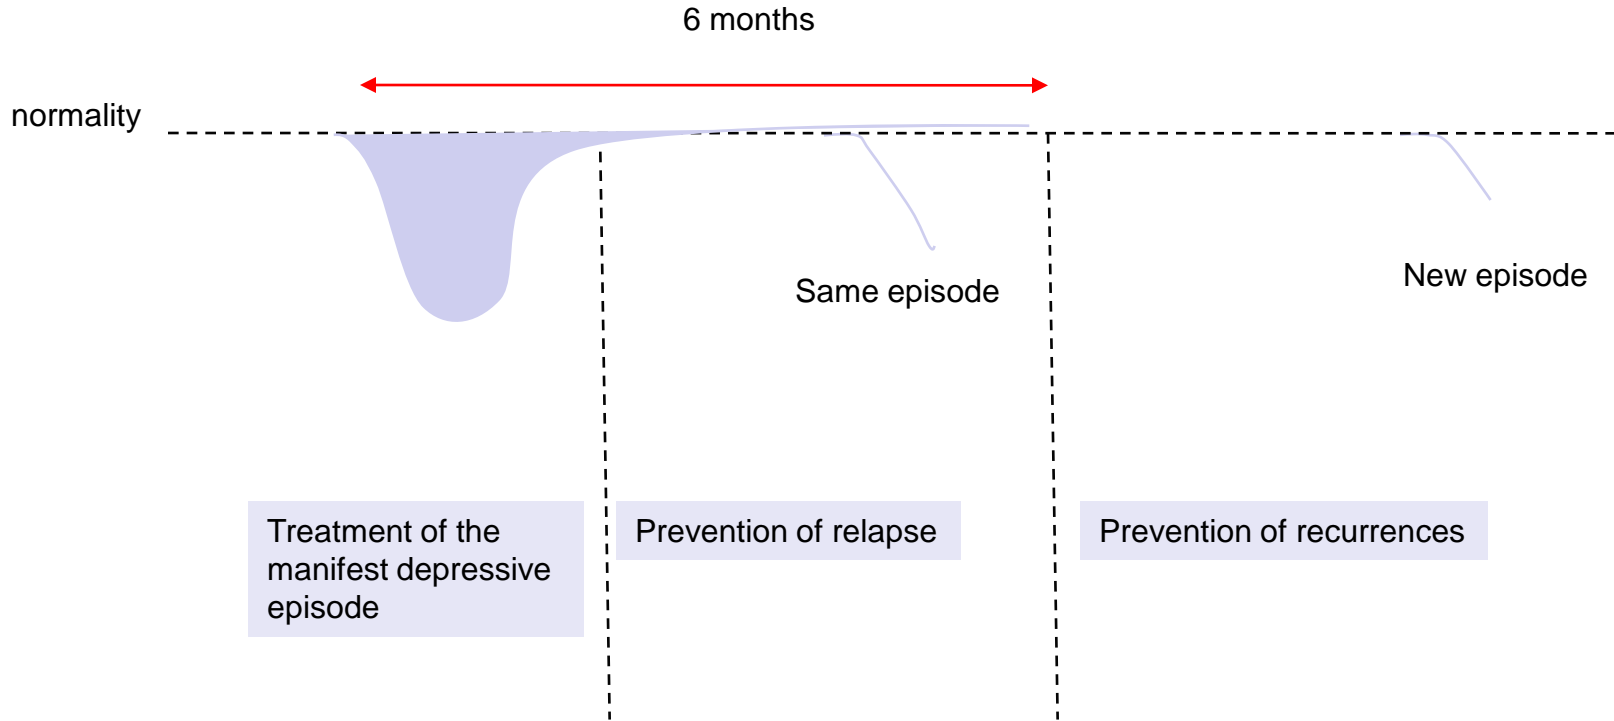 6 months
normality
Same episode
New episode
Treatment of the
manifest depressive
episode
Prevention of relapse
Prevention of recurrences